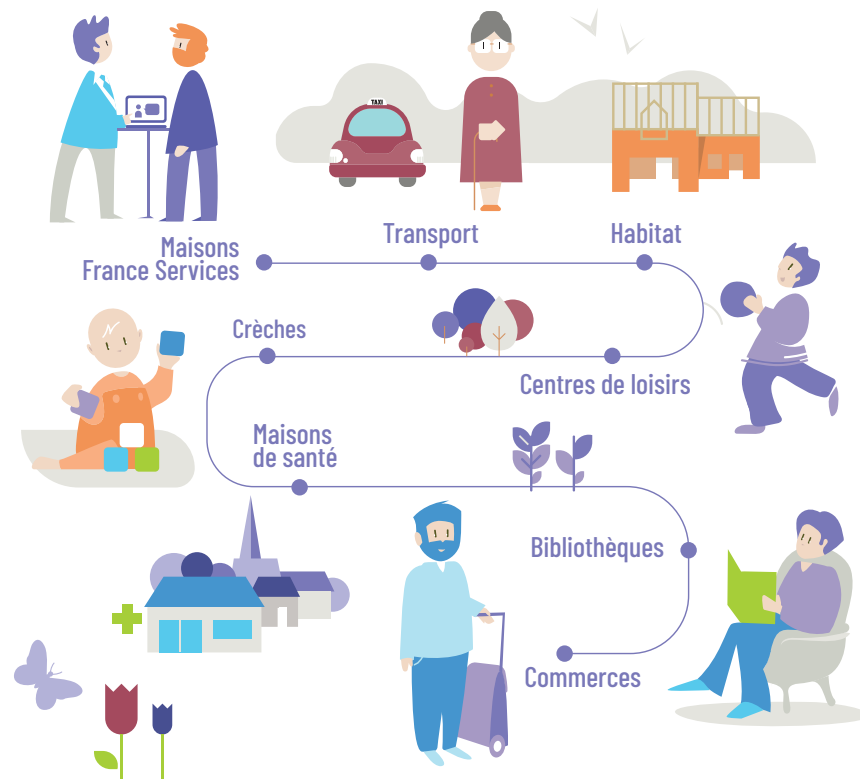 TAXI
Transport
Habitat
Maisons
France Services
Crèches
Centres de loisirs
Maisons
de santé
Bibliothèques
Commerces